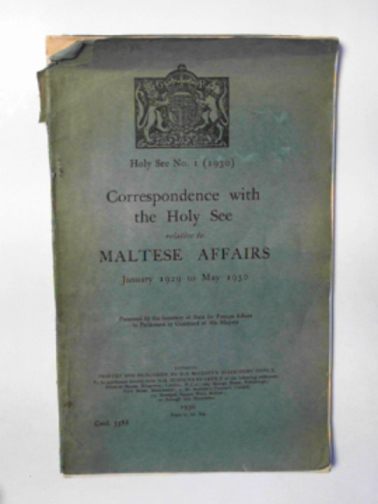 Holy See No. 1 (1930)
Correspondence with
the Holy See
relative to
MALTESE AFFAIRS
January 1929 to May 1930
Presented by the Secretary of State for Foreign Affairs
to Parliament by Command of His Majesty
LONDON
PRINTED AND PUBLISHED BY HIS MAJESTY'S STATIONERY OFFICE
1930
Cmd. 3588